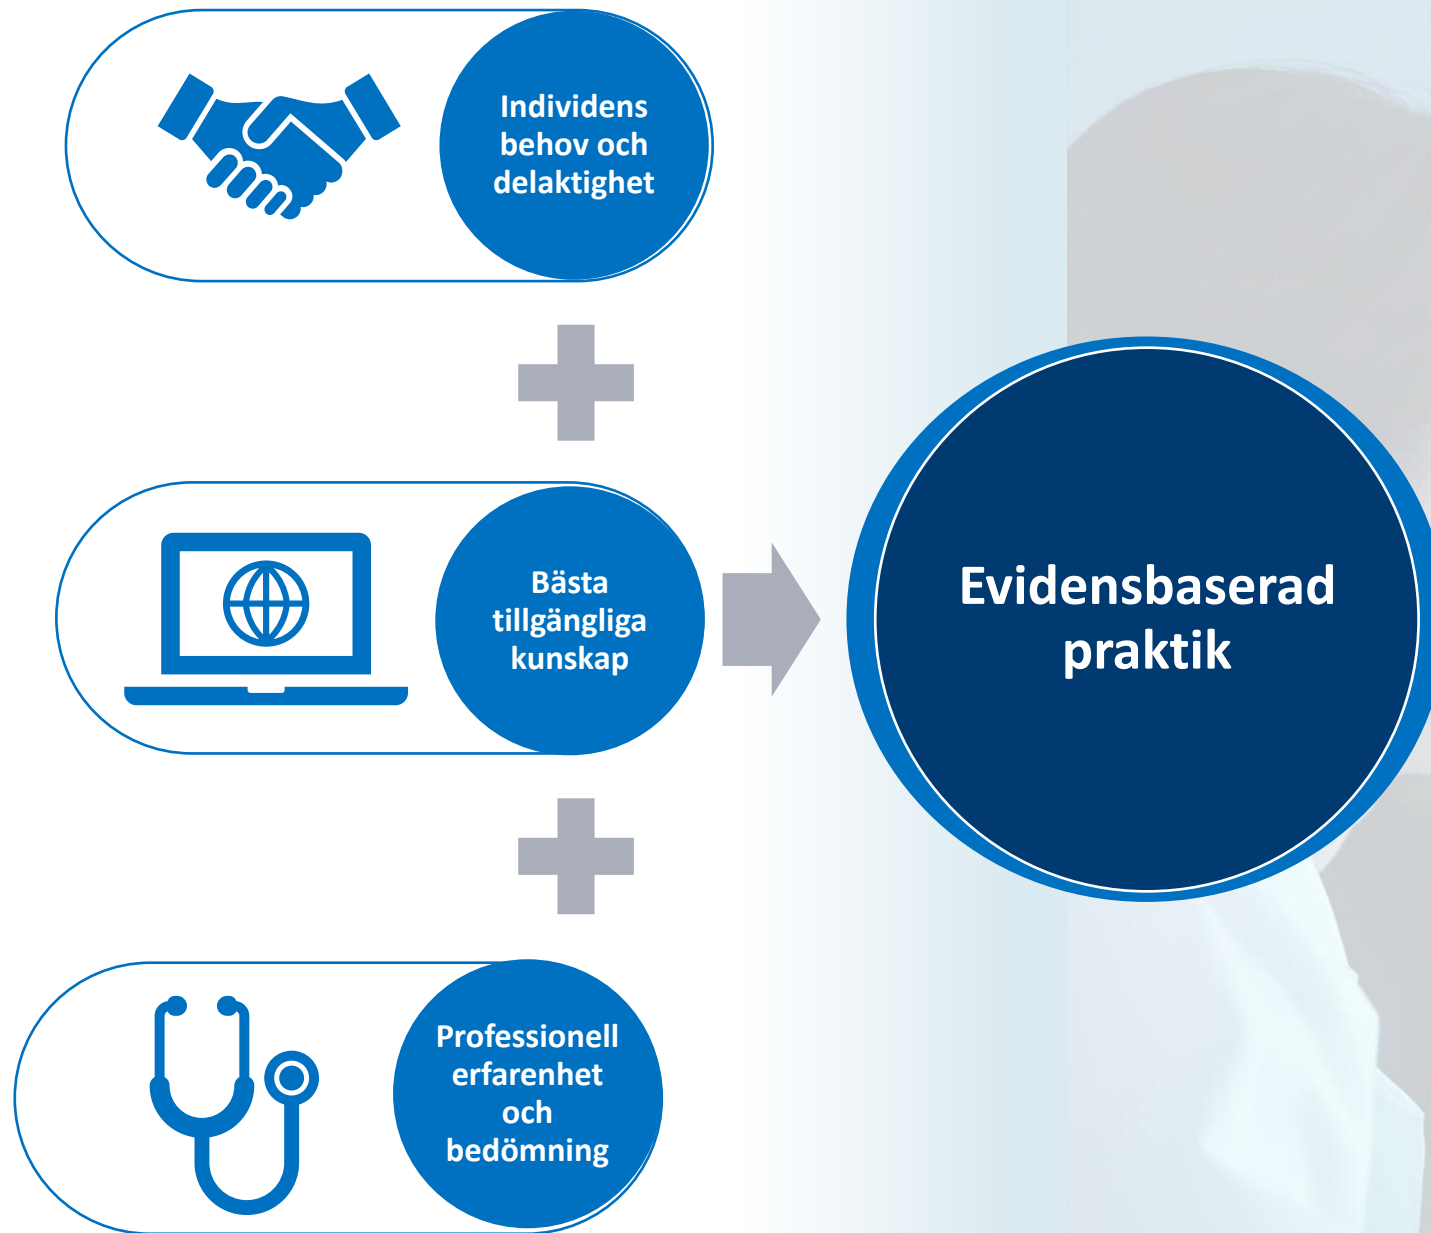 Individens
behov och
delaktighet
Bästa
tillgängliga
kunskap
Evidensbaserad
praktik
Professionell
erfarenhet
och
bedömning